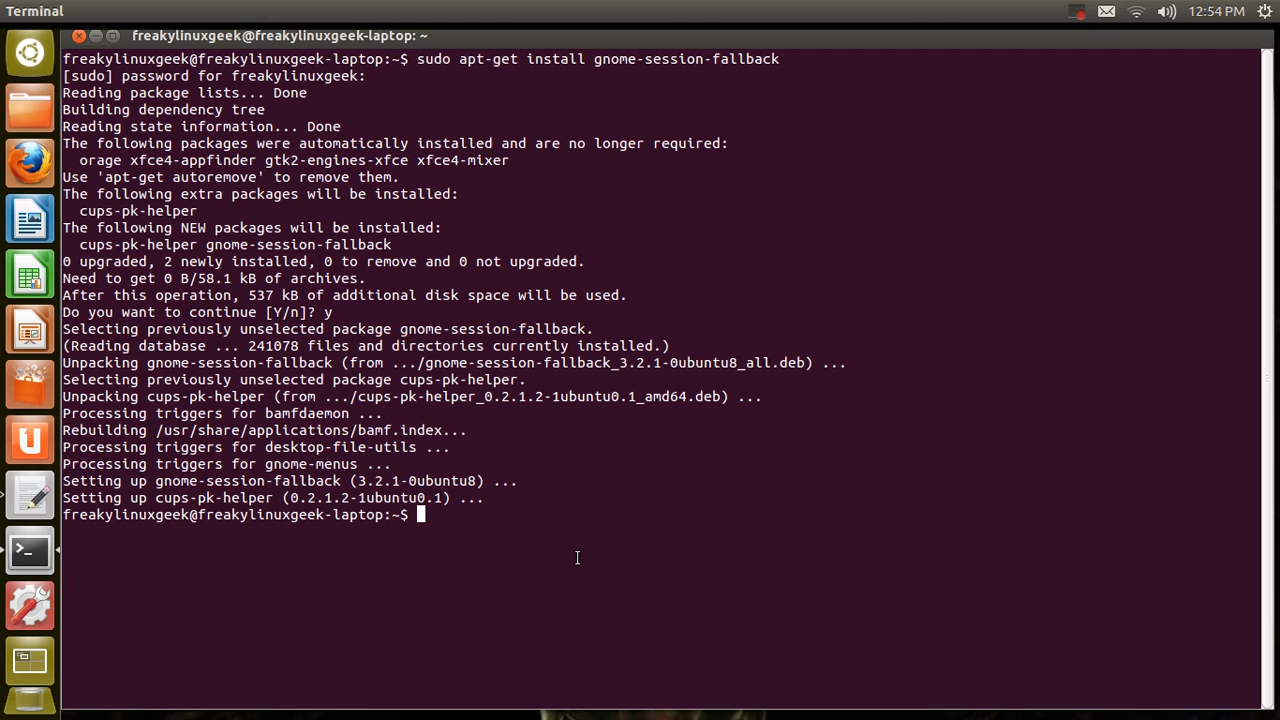 Terminal
12:54 PM
freakylinuxgeek@freakylinuxgeek-laptop: ~
freakylinuxgeek@freakylinuxgeek-laptop:~$ sudo apt-get install gnome-session-fallback
[sudo] password for freakylinuxgeek:
Reading package lists... Done
Building dependency tree
Reading state information... Done
The following packages were automatically installed and are no longer required:
  orage xfce4-appfinder gtk2-engines-xfce xfce4-mixer
Use 'apt-get autoremove' to remove them.
The following extra packages will be installed:
  cups-pk-helper
The following NEW packages will be installed:
  cups-pk-helper gnome-session-fallback
0 upgraded, 2 newly installed, 0 to remove and 0 not upgraded.
Need to get 0 B/58.1 kB of archives.
After this operation, 537 kB of additional disk space will be used.
Do you want to continue [Y/n]? y
Selecting previously unselected package gnome-session-fallback.
(Reading database ... 241078 files and directories currently installed.)
Unpacking gnome-session-fallback (from .../gnome-session-fallback_3.2.1-0ubuntu8_all.deb) ...
Selecting previously unselected package cups-pk-helper.
Unpacking cups-pk-helper (from .../cups-pk-helper_0.2.1.2-1ubuntu0.1_amd64.deb) ...
Processing triggers for bamfdaemon ...
Rebuilding /usr/share/applications/bamf.index...
Processing triggers for desktop-file-utils ...
Processing triggers for gnome-menus ...
Setting up gnome-session-fallback (3.2.1-0ubuntu8) ...
Setting up cups-pk-helper (0.2.1.2-1ubuntu0.1) ...
freakylinuxgeek@freakylinuxgeek-laptop:~$